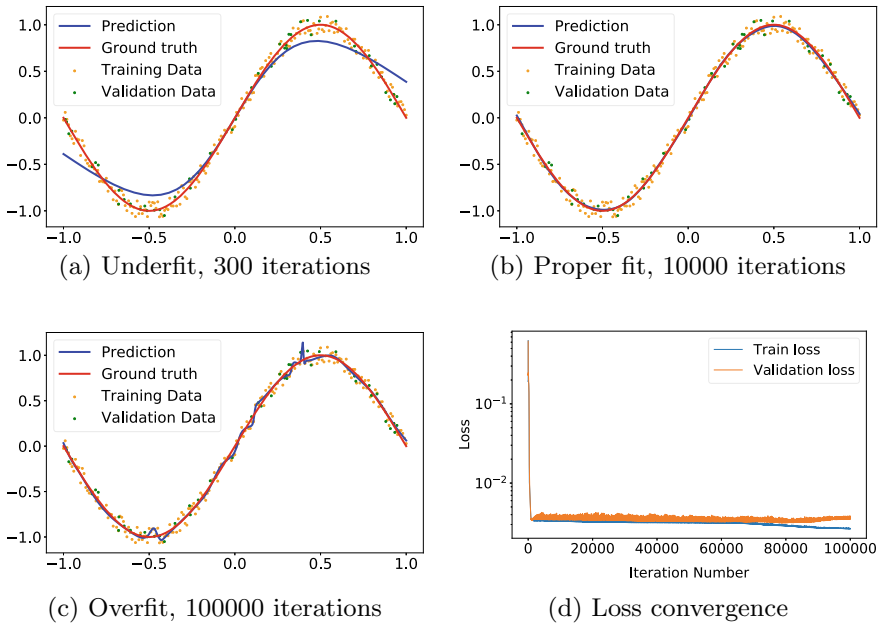 1.0
0.5
0.0
−0.5
−1.0
Prediction
Ground truth
Training Data
Validation Data
−1.0 −0.5 0.0 0.5 1.0
(a) Underfit, 300 iterations
1.0
0.5
0.0
−0.5
−1.0
Prediction
Ground truth
Training Data
Validation Data
−1.0 −0.5 0.0 0.5 1.0
(b) Proper fit, 10000 iterations
1.0
0.5
0.0
−0.5
−1.0
Prediction
Ground truth
Training Data
Validation Data
−1.0 −0.5 0.0 0.5 1.0
(c) Overfit, 100000 iterations
Loss
10⁻¹
10⁻²
Train loss
Validation loss
0 20000 40000 60000 80000 100000
Iteration Number
(d) Loss convergence